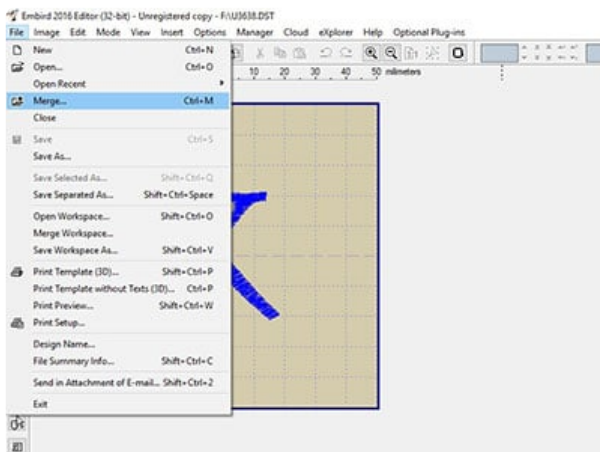 Embird 2016 Editor (32-bit) - Unregistered copy - F:\U3638.DST
File Image Edit Mode View Insert Options Manager Cloud eXplorer Help Optional Plug-ins
New Ctrl+N
Open... Ctrl+O
Open Recent
Merge... Ctrl+M
Close
Save Ctrl+S
Save As...
Save Selected As... Shift+Ctrl+Q
Save Separated As... Shift+Ctrl+Space
Open Workspace... Shift+Ctrl+O
Merge Workspace...
Save Workspace As... Shift+Ctrl+V
Print Template (3D)... Shift+Ctrl+P
Print Template without Texts (3D)... Ctrl+P
Print Preview... Shift+Ctrl+W
Print Setup...
Design Name...
File Summary Info... Shift+Ctrl+C
Send in Attachment of E-mail... Shift+Ctrl+2
Exit
10 20 30 40 50 milimeters